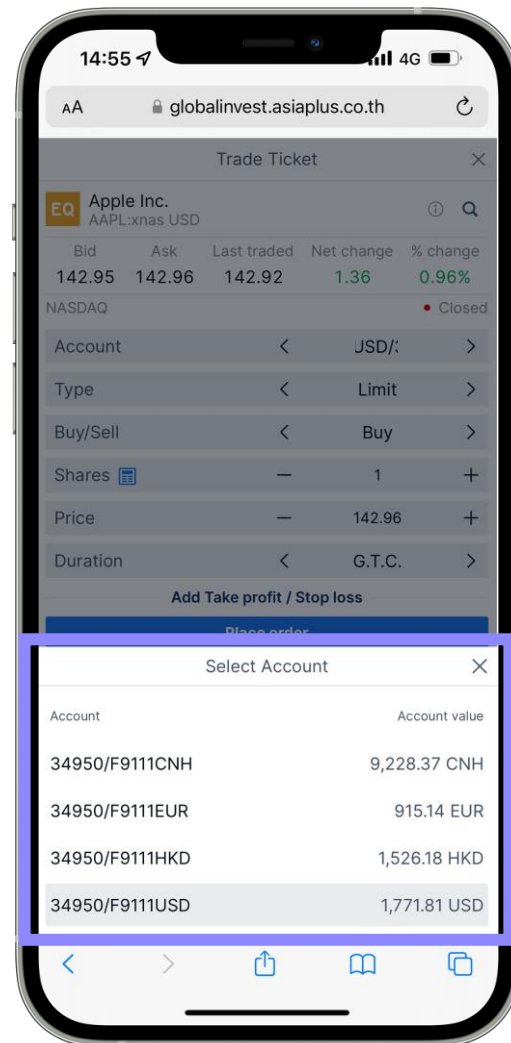 14:55 4G
AA globalinvest.asiaplus.co.th
Trade Ticket
EQ Apple Inc.
AAPL:xnas USD
Bid Ask Last traded Net change % change
142.95 142.96 142.92 1.36 0.96%
NASDAQ Closed
Account USD/
Type Limit
Buy/Sell Buy
Shares 1
Price 142.96
Duration G.T.C.
Add Take profit / Stop loss
Place order
Select Account
Account Account value
34950/F9111CNH 9,228.37 CNH
34950/F9111EUR 915.14 EUR
34950/F9111HKD 1,526.18 HKD
34950/F9111USD 1,771.81 USD